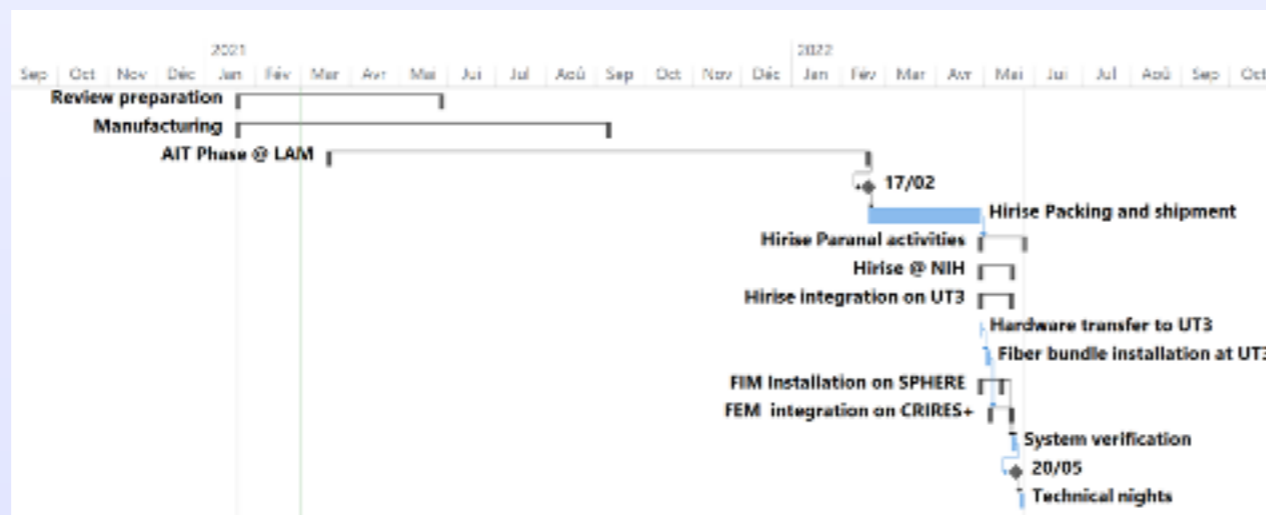 2021 2022
Sep Oct Nov Déc Jan Fév Mar Avr Mai Jui Jul Aoû Sep Oct Nov Déc Jan Fév Mar Avr Mai Jui Jul Aoû Sep Oct
Review preparation
Manufacturing
AIT Phase @ LAM
17/02
Hirise Packing and shipment
Hirise Paranal activities
Hirise @ NIH
Hirise integration on UT3
Hardware transfer to UT3
Fiber bundle installation at UT3
FIM Installation on SPHERE
FEM integration on CRIRES+
System verification
20/05
Technical nights